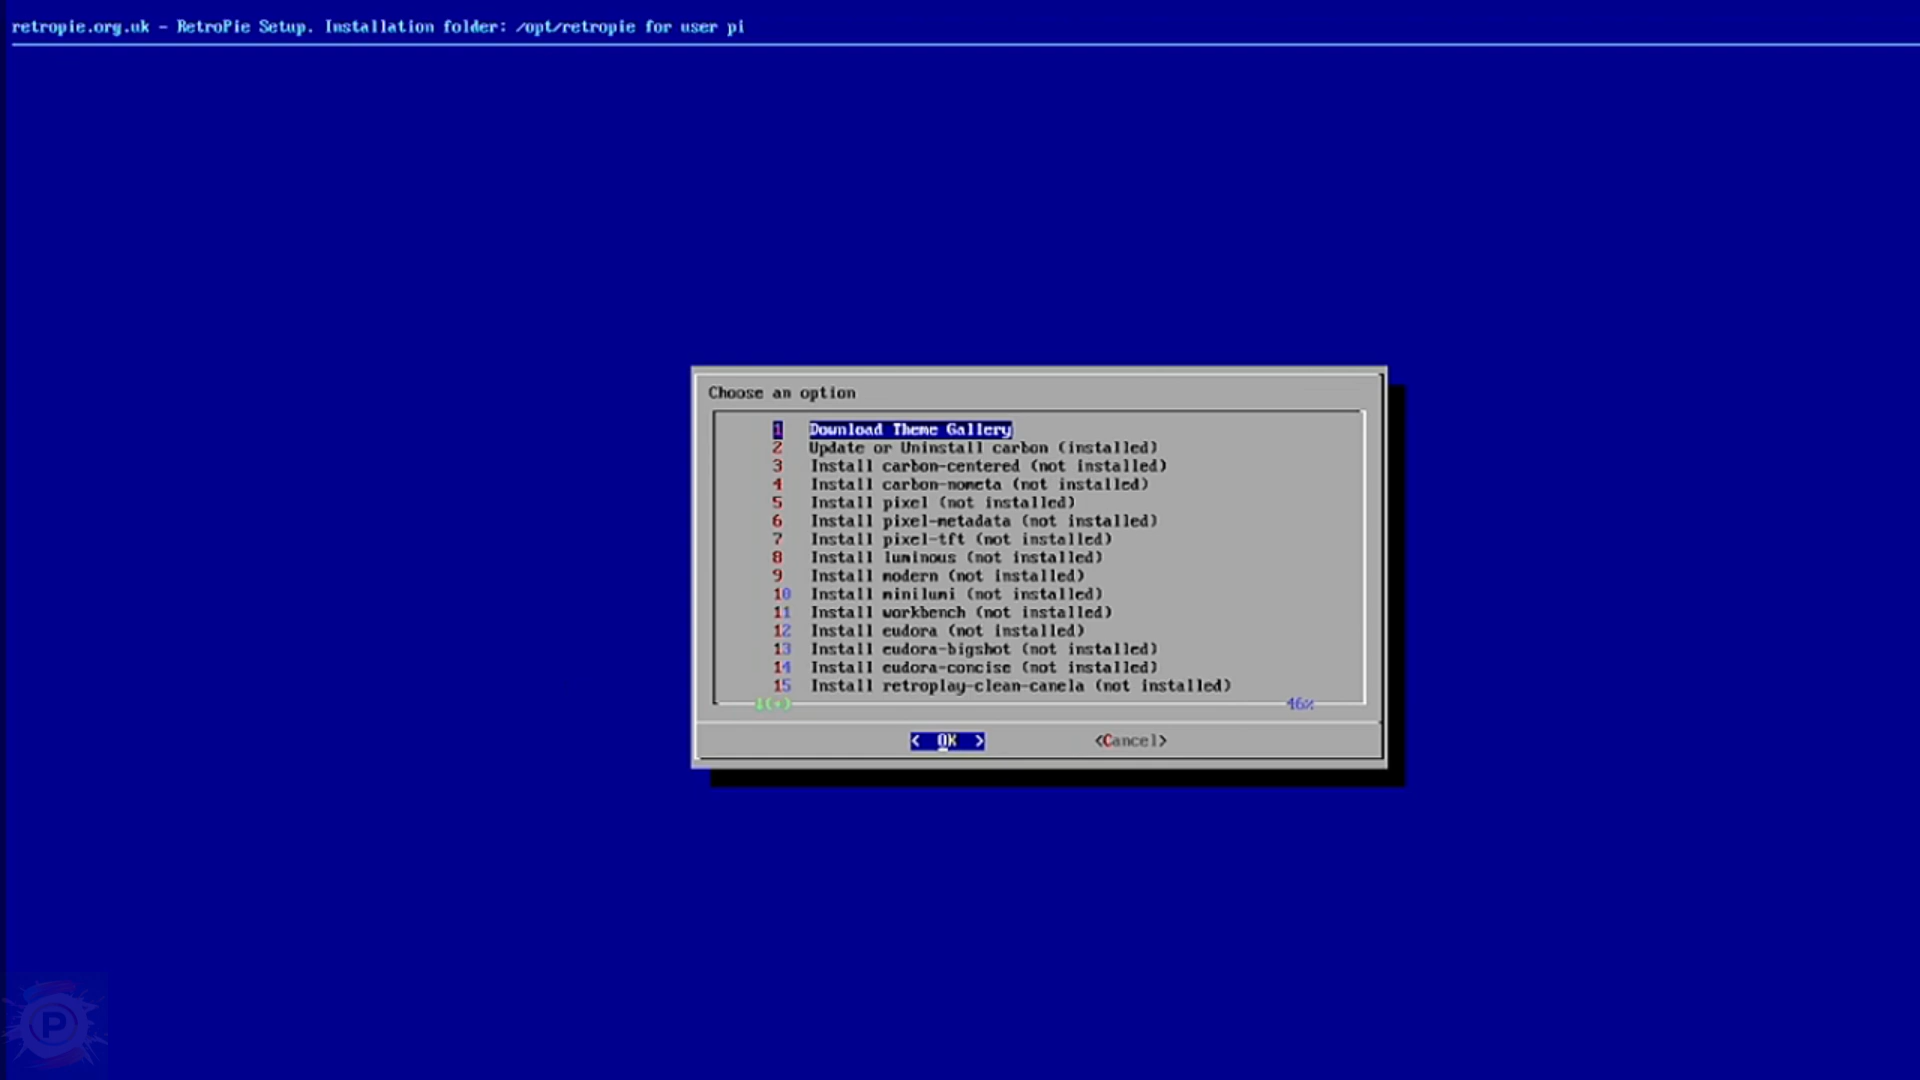 retropie.org.uk - RetroPie Setup. Installation folder: /opt/retropie for user pi
Choose an option
1 Download Theme Gallery
2 Update or Uninstall carbon (installed)
3 Install carbon-centered (not installed)
4 Install carbon-nometa (not installed)
5 Install pixel (not installed)
6 Install pixel-metadata (not installed)
7 Install pixel-tft (not installed)
8 Install luminous (not installed)
9 Install modern (not installed)
10 Install minilumi (not installed)
11 Install workbench (not installed)
12 Install eudora (not installed)
13 Install eudora-bigshot (not installed)
14 Install eudora-concise (not installed)
15 Install retroplay-clean-canela (not installed)
↓(+) 46%
< OK > <Cancel>
P